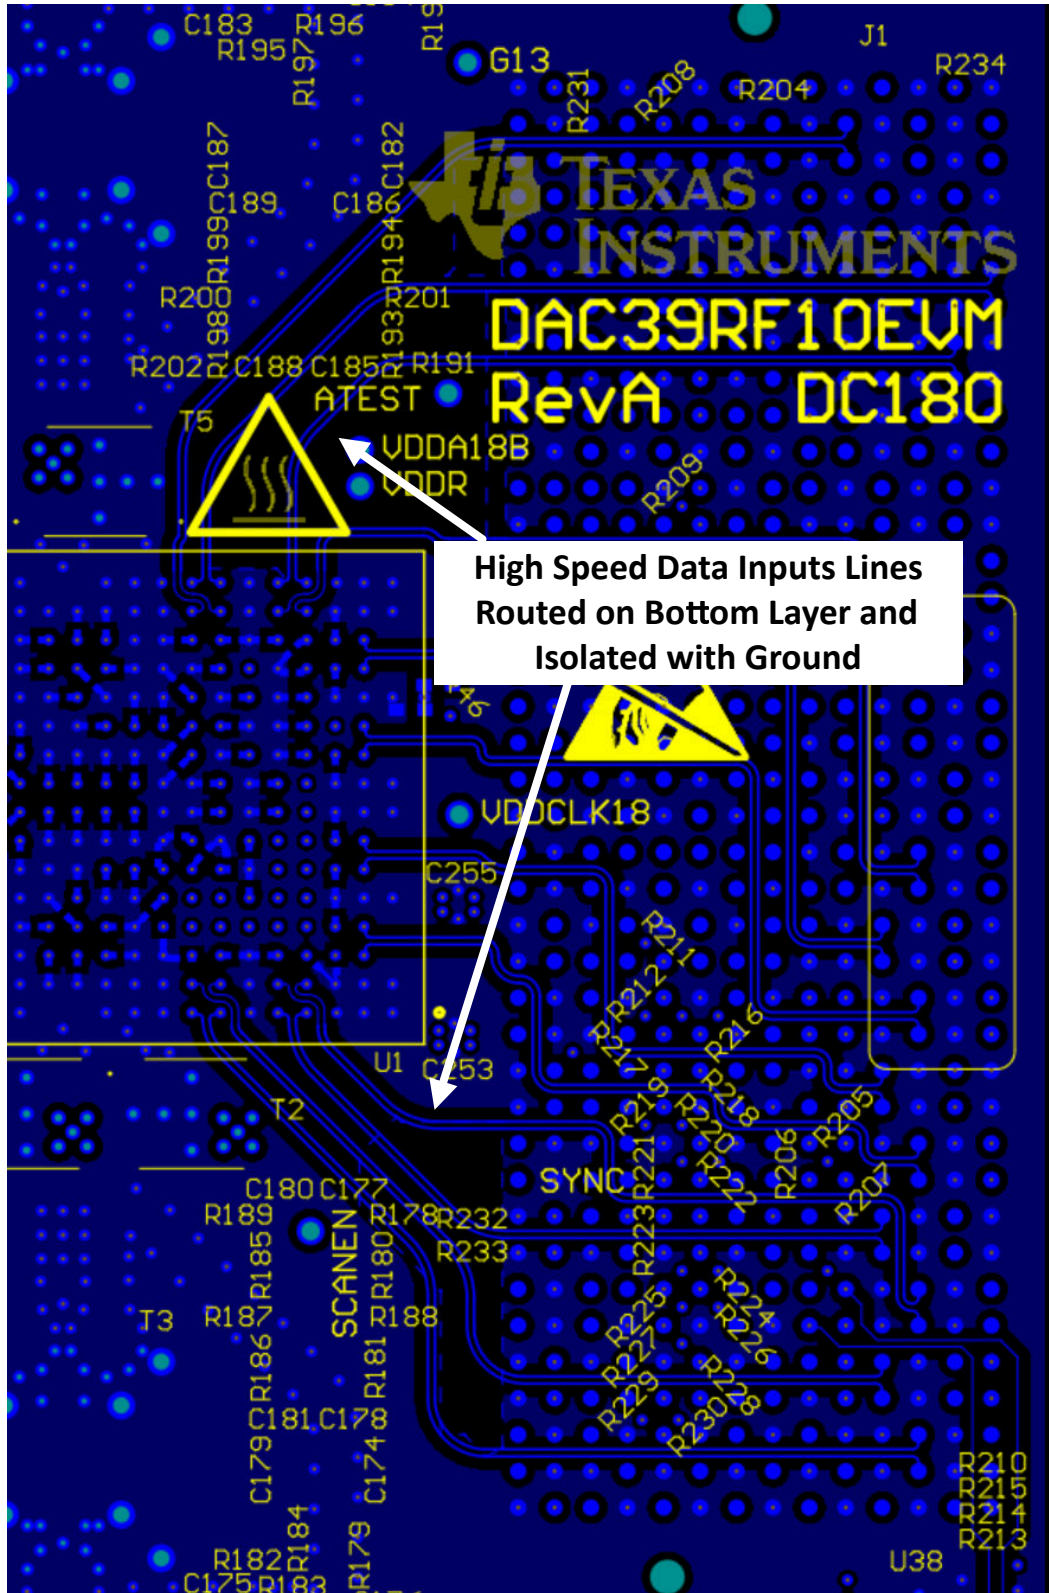 C183 R196
R195
R197
R19
G13
J1
R234
R231
R208
R204
C187
C182
C189
C186
R199
R194
TEXAS
INSTRUMENTS
R200
R201
R198
R193
DAC39RF10EVM
R202 C188 C185 R191
ATEST
RevA DC180
T5
VDDA18B
VDDR
R209
High Speed Data Inputs Lines
Routed on Bottom Layer and
Isolated with Ground
VDDCLK18
C255
R211
R212
R216
R217
U1
C253
R219
R218
R205
T2
R220
R221
R206
R222
SYNC
R207
C180 C177
R189
R178 R232
R233
R223
R185
SCANEN
R180
R224
R225
R226
T3
R187
R188
R227
R186
R181
R228
R229
R230
C181 C178
C179
C174
R210
R215
R214
R213
R184
R179
R182
U38
C175 R183